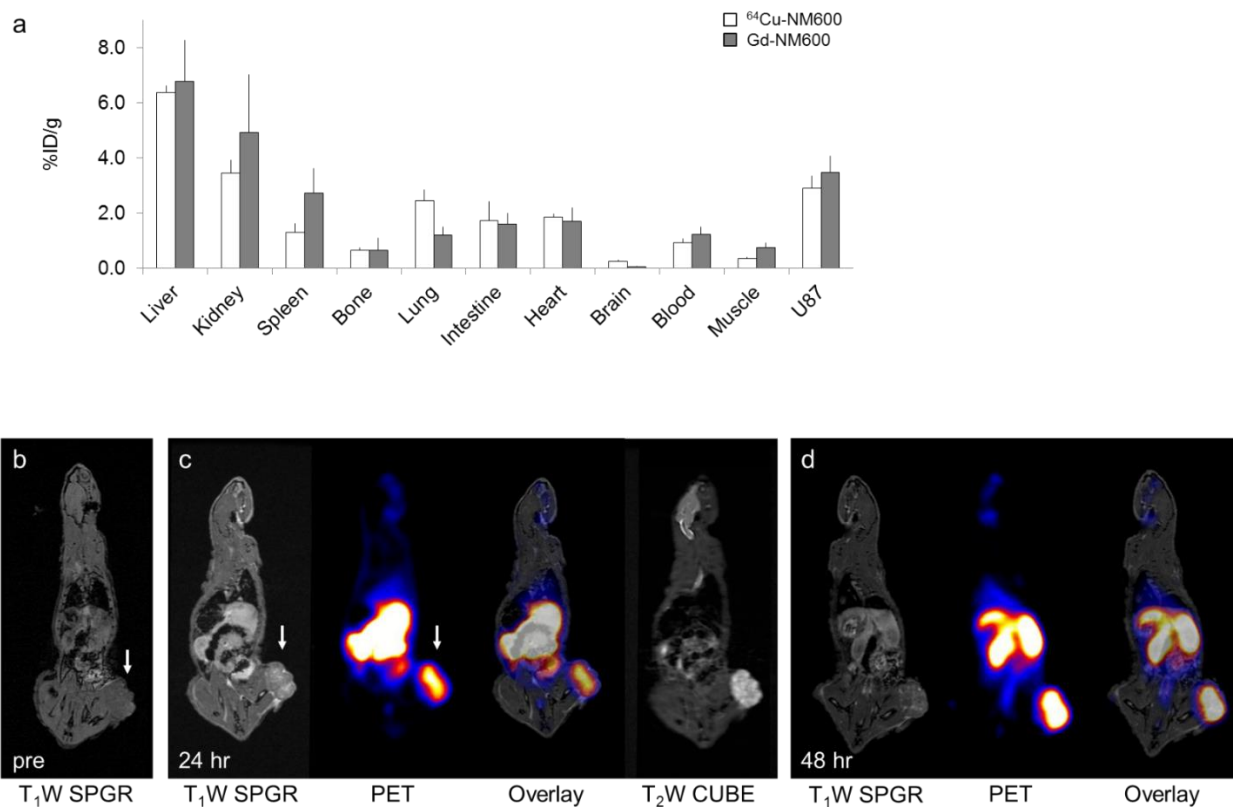 a
⁶⁴Cu-NM600
Gd-NM600
8.0
6.0
4.0
2.0
0.0
%ID/g
Liver
Kidney
Spleen
Bone
Lung
Intestine
Heart
Brain
Blood
Muscle
U87
b
c
d
pre
24 hr
48 hr
T₁W SPGR
T₁W SPGR
PET
Overlay
T₂W CUBE
T₁W SPGR
PET
Overlay